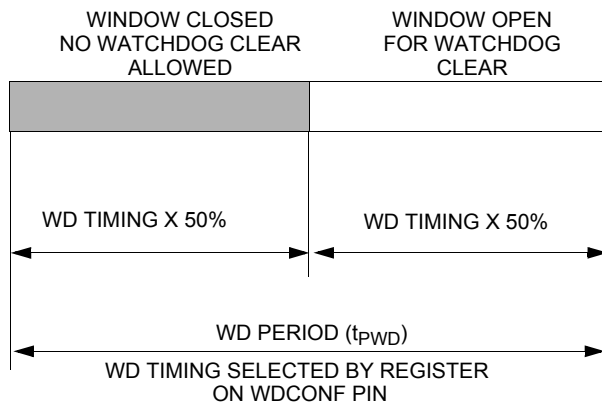 WINDOW CLOSED
NO WATCHDOG CLEAR
ALLOWED
WINDOW OPEN
FOR WATCHDOG
CLEAR
WD TIMING X 50%
WD TIMING X 50%
WD PERIOD (tPWD)
WD TIMING SELECTED BY REGISTER
ON WDCONF PIN